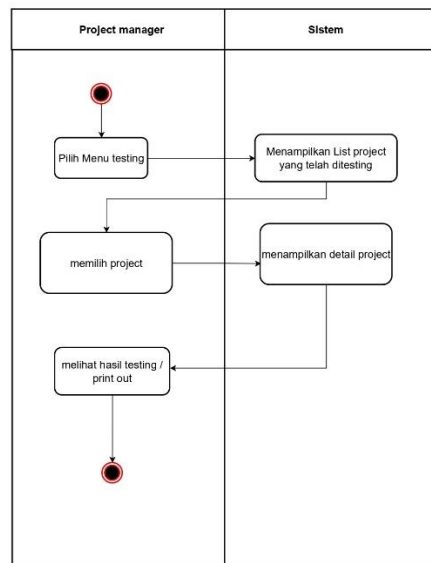 Project manager
Sistem
Pilih Menu testing
Menampilkan List project
yang telah ditesting
memilih project
menampilkan detail project
melihat hasil testing /
print out